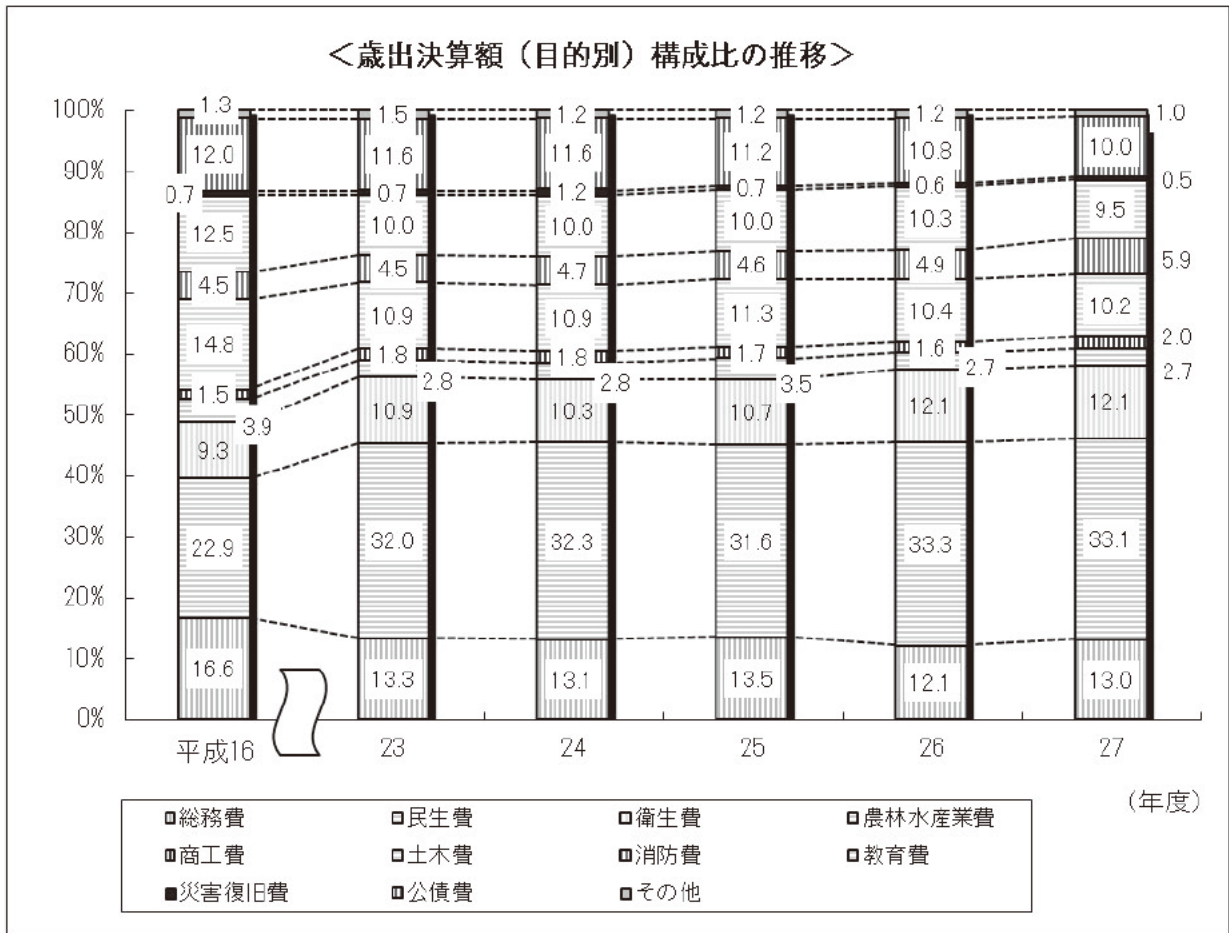 ＜歳出決算額（目的別）構成比の推移＞
100%
90%
80%
70%
60%
50%
40%
30%
20%
10%
0%
1.3 1.5 1.2 1.2 1.2 1.0
12.0 11.6 11.6 11.2 10.8 10.0
0.7 0.7 1.2 0.7 0.6 0.5
12.5 10.0 10.0 10.0 10.3 9.5
4.5 4.5 4.7 4.6 4.9 5.9
14.8 10.9 10.9 11.3 10.4 10.2
1.5 1.8 1.8 1.7 1.6 2.0
3.9 2.8 2.8 3.5 2.7 2.7
9.3 10.9 10.3 10.7 12.1 12.1
22.9 32.0 32.3 31.6 33.3 33.1
16.6 13.3 13.1 13.5 12.1 13.0
平成16 23 24 25 26 27
（年度）
総務費 民生費 衛生費 農林水産業費
商工費 土木費 消防費 教育費
災害復旧費 公債費 その他